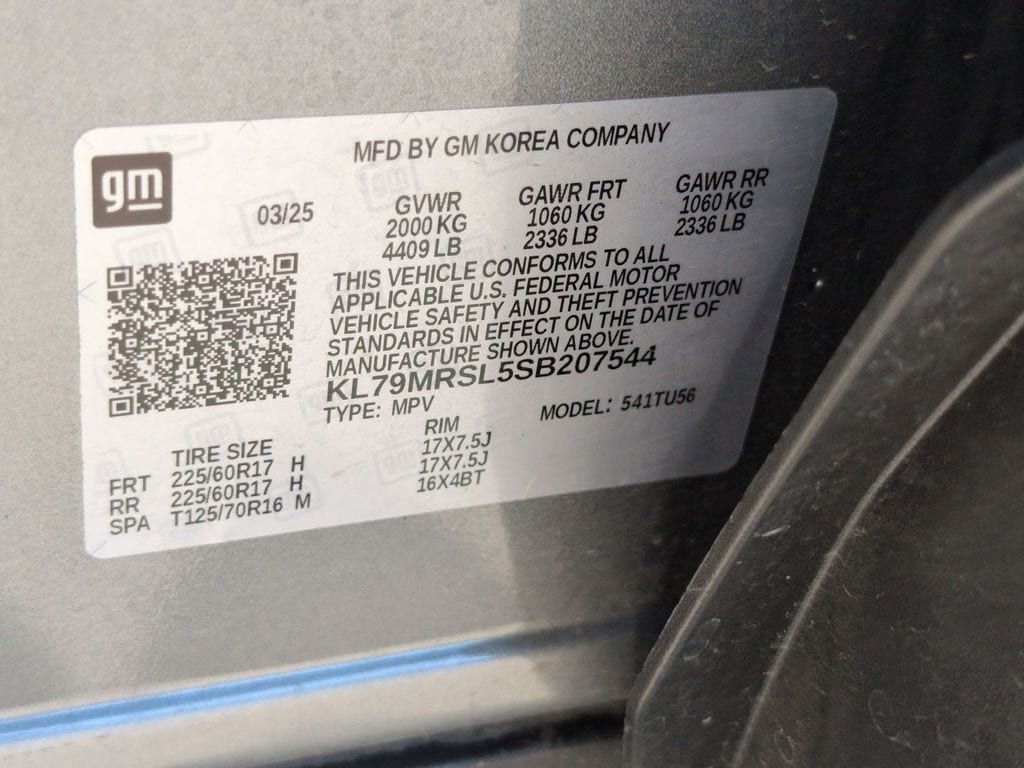 gm
MFD BY GM KOREA COMPANY
03/25
GVWR GAWR FRT GAWR RR
2000 KG 1060 KG 1060 KG
4409 LB 2336 LB 2336 LB
THIS VEHICLE CONFORMS TO ALL
APPLICABLE U.S. FEDERAL MOTOR
VEHICLE SAFETY AND THEFT PREVENTION
STANDARDS IN EFFECT ON THE DATE OF
MANUFACTURE SHOWN ABOVE.
KL79MRSL5SB207544
TYPE: MPV MODEL: 541TU56
TIRE SIZE RIM
FRT 225/60R17 H 17X7.5J
RR 225/60R17 H 17X7.5J
SPA T125/70R16 M 16X4BT